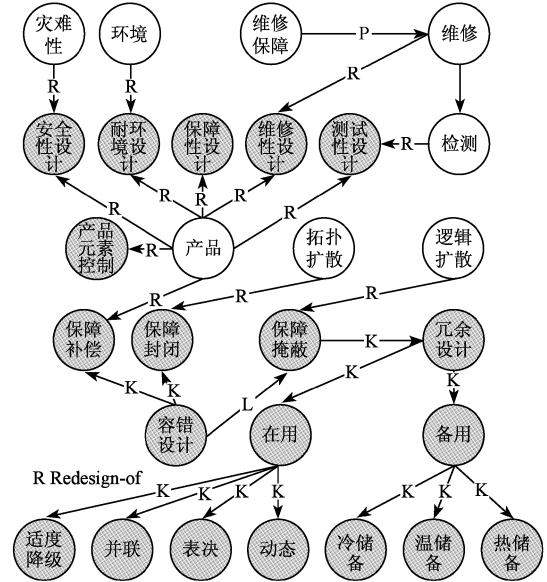 灾难
性
环境
维修
保障
P
维修
R
R
R
安全
性设
计
耐环
境设
计
保障
性设
计
维修
性设
计
测试
性设
计
R
检测
R
R
R
R
R
产品
元素
控制
R
产品
拓扑
扩散
逻辑
扩散
R
R
R
保障
补偿
保障
封闭
保障
掩蔽
K
冗余
设计
K
K
L
K
K
容错
设计
在用
备用
R Redesign-of
K
K
K
K
K
K
K
适度
降级
并联
表决
动态
冷储
备
温储
备
热储
备